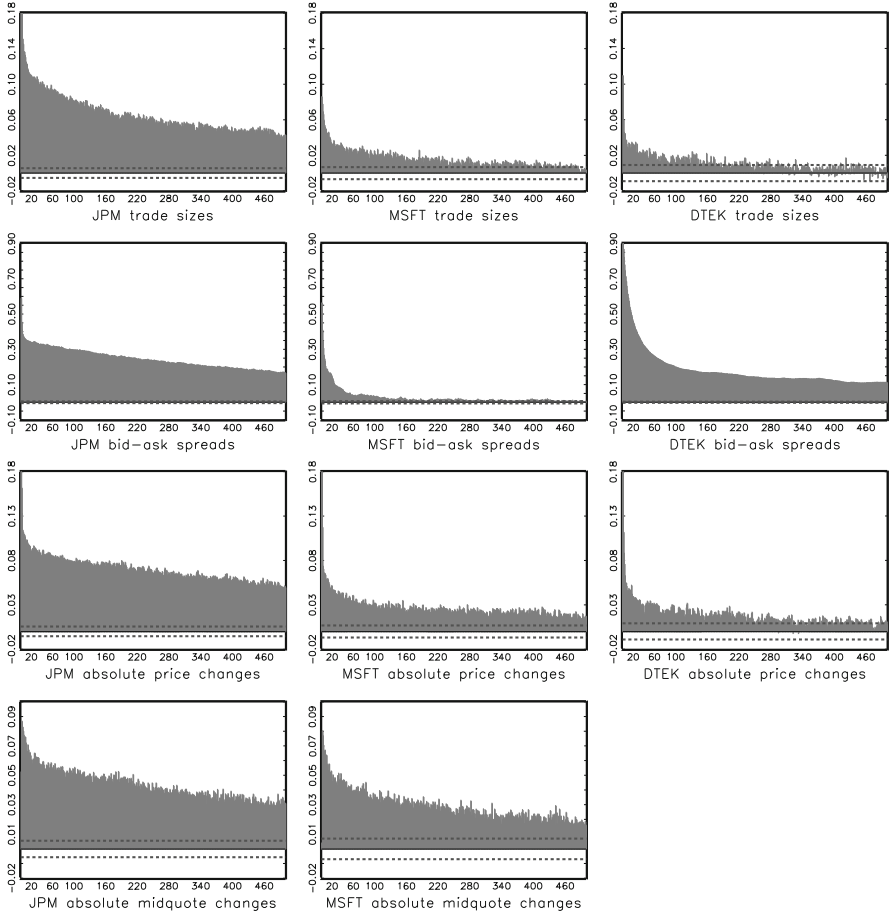 0.18
0.14
0.10
0.06
0.02
−0.02
20 60 100 160 220 280 340 400 460
JPM trade sizes
0.18
0.14
0.10
0.06
0.02
−0.02
20 60 100 160 220 280 340 400 460
MSFT trade sizes
0.18
0.14
0.10
0.06
0.02
−0.02
20 60 100 160 220 280 340 400 460
DTEK trade sizes
0.90
0.70
0.50
0.30
0.10
−0.10
20 60 100 160 220 280 340 400 460
JPM bid−ask spreads
0.90
0.70
0.50
0.30
0.10
−0.10
20 60 100 160 220 280 340 400 460
MSFT bid−ask spreads
0.90
0.70
0.50
0.30
0.10
−0.10
20 60 100 160 220 280 340 400 460
DTEK bid−ask spreads
0.18
0.13
0.08
0.03
−0.02
20 60 100 160 220 280 340 400 460
JPM absolute price changes
0.18
0.13
0.08
0.03
−0.02
20 60 100 160 220 280 340 400 460
MSFT absolute price changes
0.18
0.13
0.08
0.03
−0.02
20 60 100 160 220 280 340 400 460
DTEK absolute price changes
0.09
0.07
0.05
0.03
0.01
−0.02
20 60 100 160 220 280 340 400 460
JPM absolute midquote changes
0.09
0.07
0.05
0.03
0.01
−0.02
20 60 100 160 220 280 340 400 460
MSFT absolute midquote changes